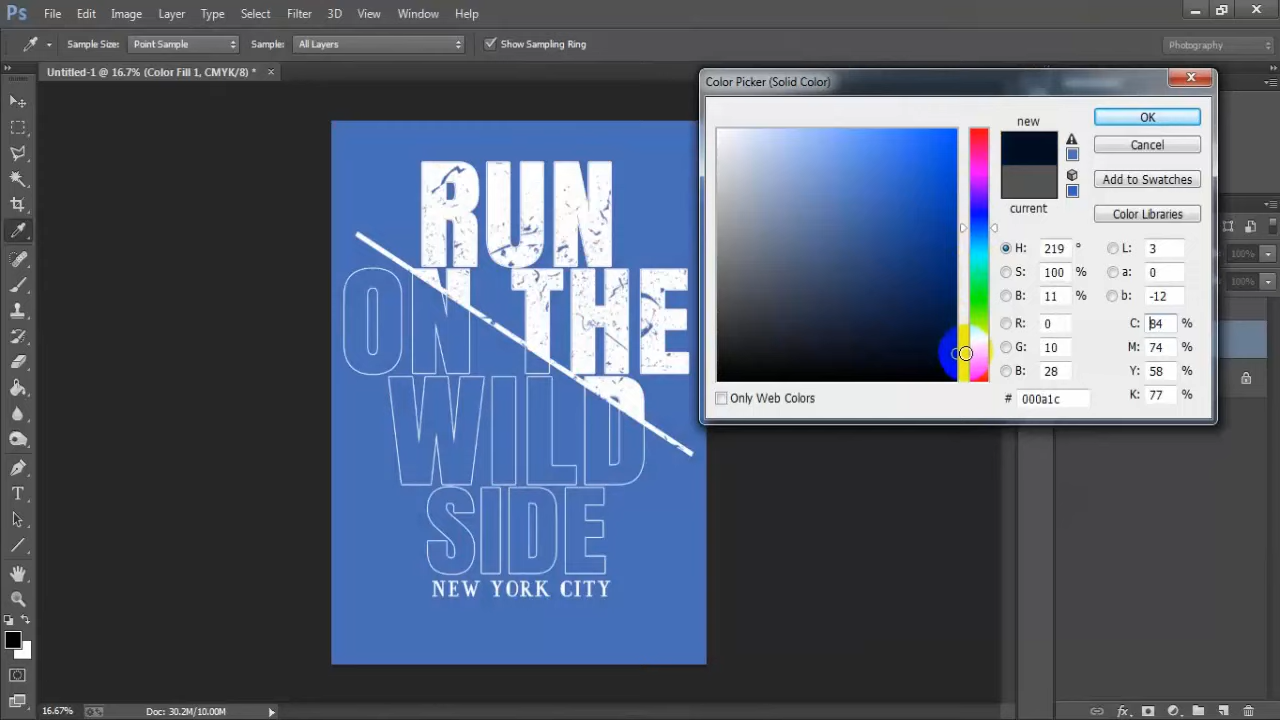 Ps File Edit Image Layer Type Select Filter 3D View Window Help
Sample Size: Point Sample Sample: All Layers Show Sampling Ring Photography
Untitled-1 @ 16.7% (Color Fill 1, CMYK/8) * ×
RUN
ON THE
WILD
SIDE
NEW YORK CITY
Color Picker (Solid Color)
new
current
OK
Cancel
Add to Swatches
Color Libraries
H: 219 °
S: 100 %
B: 11 %
R: 0
G: 10
B: 28
# 000a1c
L: 3
a: 0
b: -12
C: 84 %
M: 74 %
Y: 58 %
K: 77 %
Only Web Colors
100%
100%
16.67% Doc: 30.2M/10.00M